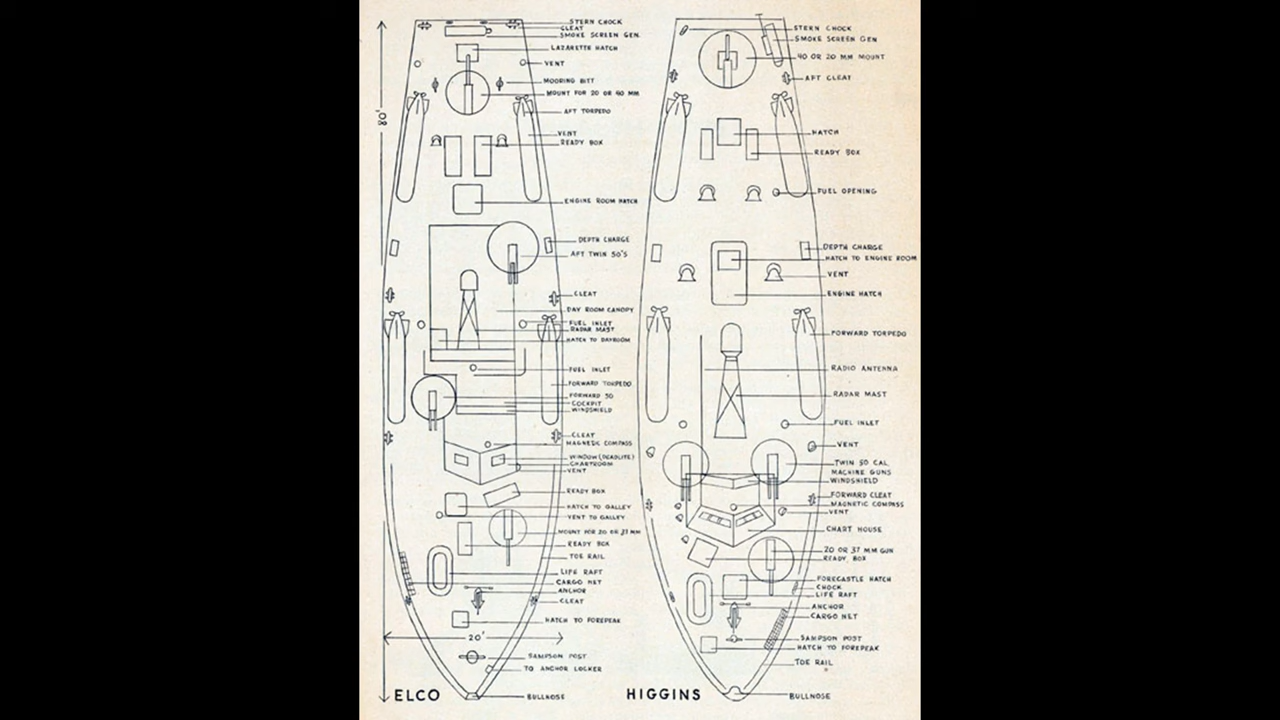 STERN CHOCK
CLEAT
SMOKE SCREEN GEN.
LAZARETTE HATCH
VENT
MOORING BITT
MOUNT FOR 20 OR 40 MM
AFT TORPEDO
VENT
READY BOX
ENGINE ROOM HATCH
DEPTH CHARGE
AFT TWIN 50'S
CLEAT
DAY ROOM CANOPY
FUEL INLET
RADAR MAST
HATCH TO DAYROOM
FUEL INLET
FORWARD TORPEDO
FORWARD 50
COCKPIT
WINDSHIELD
CLEAT
MAGNETIC COMPASS
WINDOW (DEADLITE)
CHARTROOM
VENT
READY BOX
HATCH TO GALLEY
VENT TO GALLEY
MOUNT FOR 20 OR 37 MM
READY BOX
TOE RAIL
LIFE RAFT
CARGO NET
ANCHOR
CLEAT
HATCH TO FOREPEAK
SAMPSON POST
TO ANCHOR LOCKER
BULLNOSE
80'
20'
ELCO
STERN CHOCK
SMOKE SCREEN GEN
40 OR 20 MM MOUNT
AFT CLEAT
HATCH
READY BOX
FUEL OPENING
DEPTH CHARGE
HATCH TO ENGINE ROOM
VENT
ENGINE HATCH
FORWARD TORPEDO
RADIO ANTENNA
RADAR MAST
FUEL INLET
VENT
TWIN 50 CAL
MACHINE GUNS
WINDSHIELD
FORWARD CLEAT
MAGNETIC COMPASS
VENT
CHART HOUSE
20 OR 37 MM GUN
READY BOX
FORECASTLE HATCH
CHOCK
LIFE RAFT
ANCHOR
CARGO NET
SAMPSON POST
HATCH TO FOREPEAK
TOE RAIL
BULLNOSE
HIGGINS